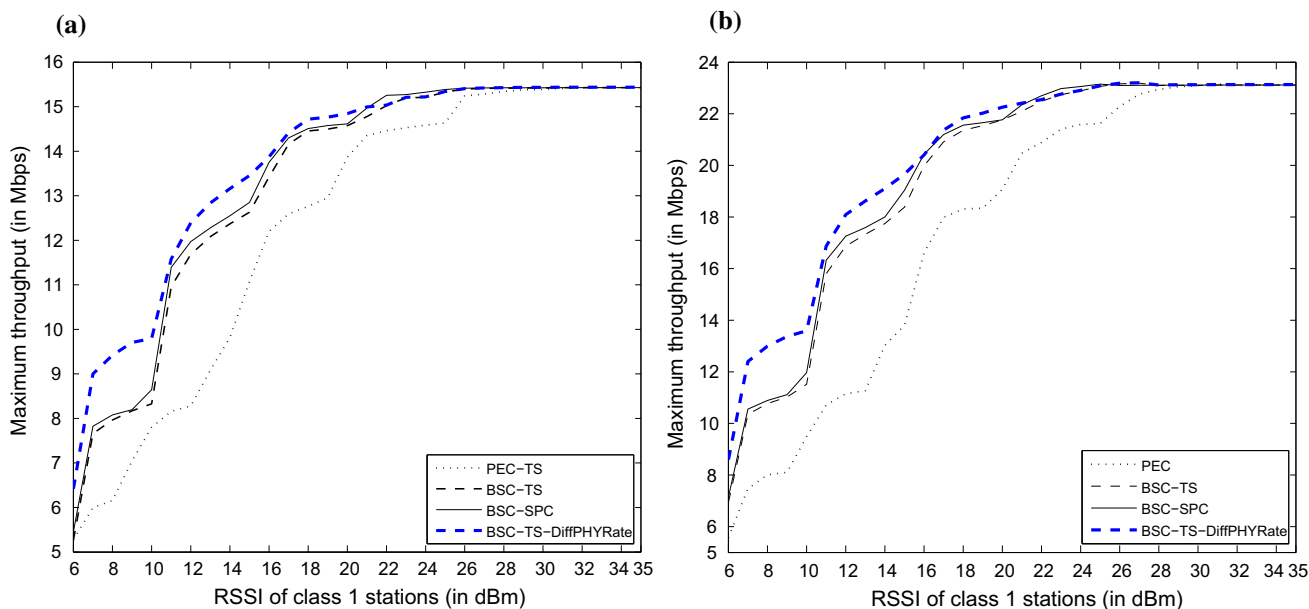 (a)
Maximum throughput (in Mbps)
16
15
14
13
12
11
10
9
8
7
6
5
6 8 10 12 14 16 18 20 22 24 26 28 30 32 34 35
RSSI of class 1 stations (in dBm)
PEC−TS
BSC−TS
BSC−SPC
BSC−TS−DiffPHYRate
(b)
Maximum throughput (in Mbps)
24
22
20
18
16
14
12
10
8
6
5
6 8 10 12 14 16 18 20 22 24 26 28 30 32 34 35
RSSI of class 1 stations (in dBm)
PEC
BSC−TS
BSC−SPC
BSC−TS−DiffPHYRate